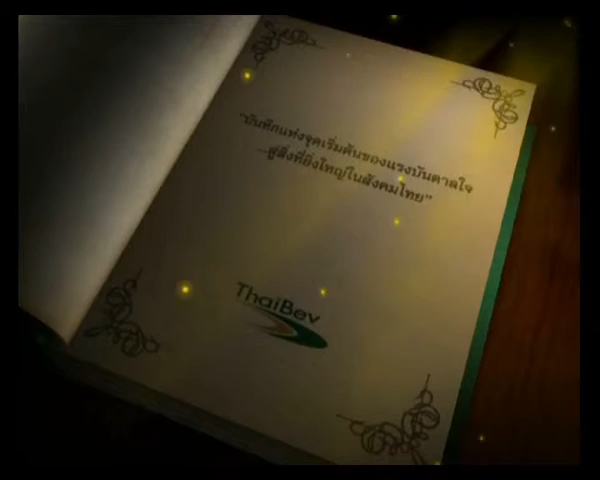 "บันทึกแห่งจุดเริ่มต้นของแรงบันดาลใจ
...สู่สิ่งที่ยิ่งใหญ่ในสังคมไทย"
ThaiBev